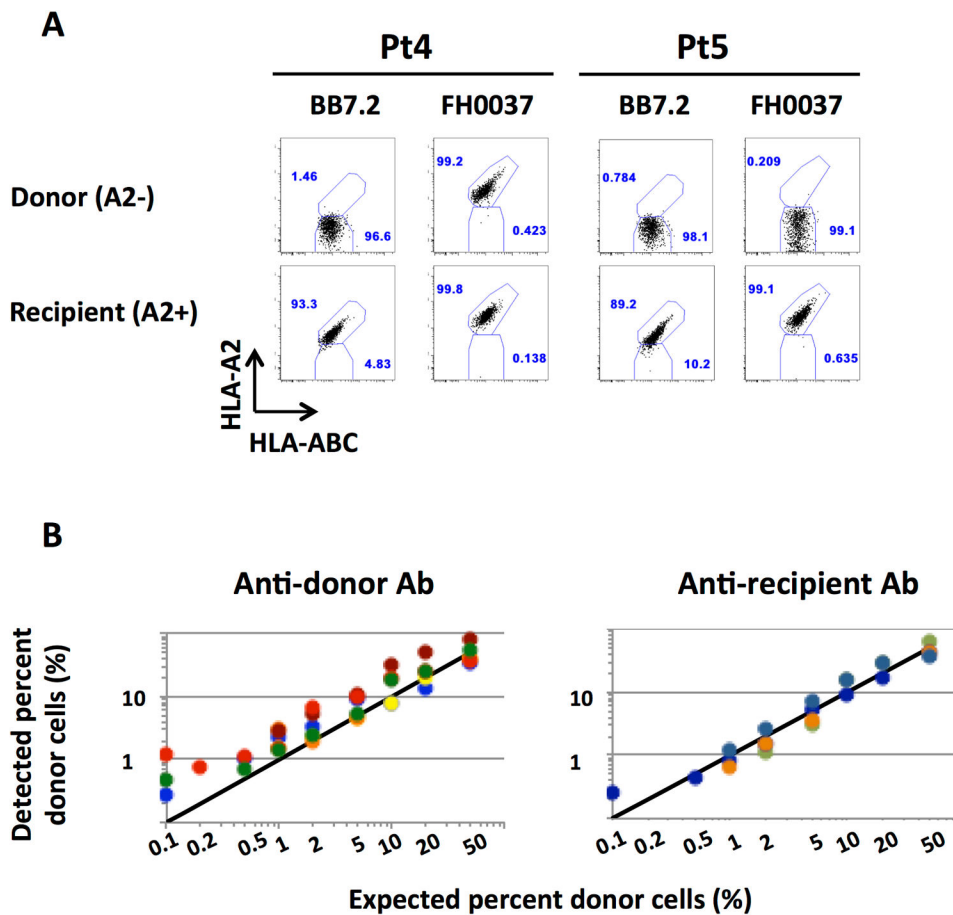 A
Pt4 Pt5
BB7.2 FH0037 BB7.2 FH0037
Donor (A2-)
1.46 99.2 0.784 0.209
96.6 0.423 98.1 99.1
Recipient (A2+)
93.3 99.8 89.2 99.1
4.83 0.138 10.2 0.635
HLA-A2
HLA-ABC
B
Anti-donor Ab Anti-recipient Ab
Detected percent
donor cells (%)
10 10
1 1
0.1 0.2 0.5 1 2 5 10 20 50 0.1 0.2 0.5 1 2 5 10 20 50
Expected percent donor cells (%)